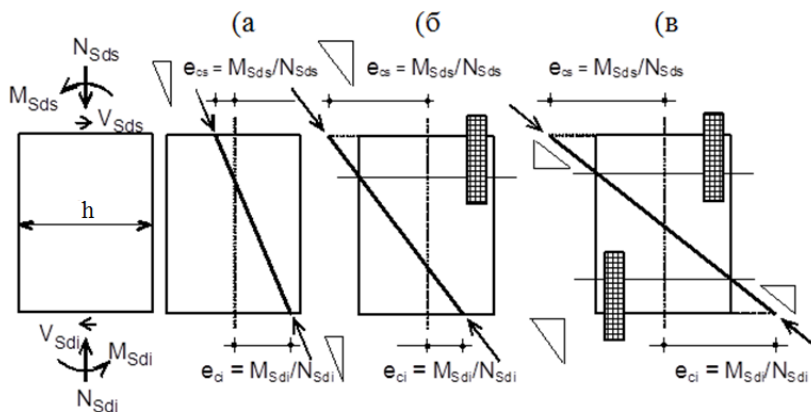 (а
(б
(в
N_Sds
M_Sds
V_Sds
h
V_Sdi
M_Sdi
N_Sdi
e_cs = M_Sds/N_Sds
e_cs = M_Sds/N_Sds
e_cs = M_Sds/N_Sds
e_ci = M_Sdi/N_Sdi
e_ci = M_Sdi/N_Sdi
e_ci = M_Sdi/N_Sdi